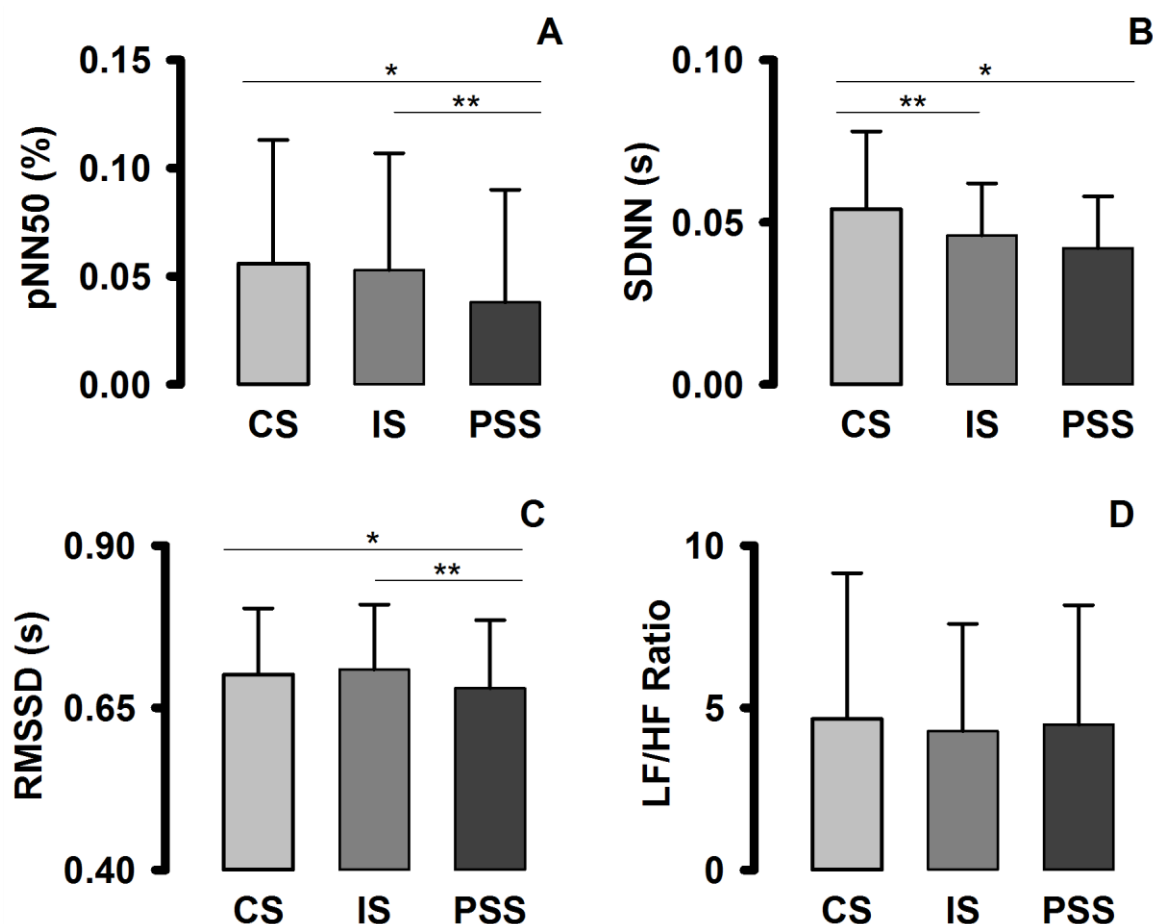 A
pNN50 (%)
0.15
0.10
0.05
0.00
*
**
CS IS PSS
B
SDNN (s)
0.10
0.05
0.00
*
**
CS IS PSS
C
RMSSD (s)
0.90
0.65
0.40
*
**
CS IS PSS
D
LF/HF Ratio
10
5
0
CS IS PSS